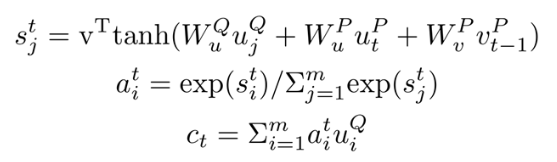 s_j^t = v^T tanh(W_u^Q u_j^Q + W_u^P u_t^P + W_v^P v_{t-1}^P)
a_i^t = exp(s_i^t)/Σ_{j=1}^m exp(s_j^t)
c_t = Σ_{i=1}^m a_i^t u_i^Q